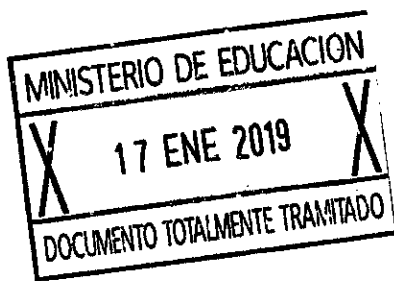 MINISTERIO DE EDUCACION
X 17 ENE 2019 X
DOCUMENTO TOTALMENTE TRAMITADO